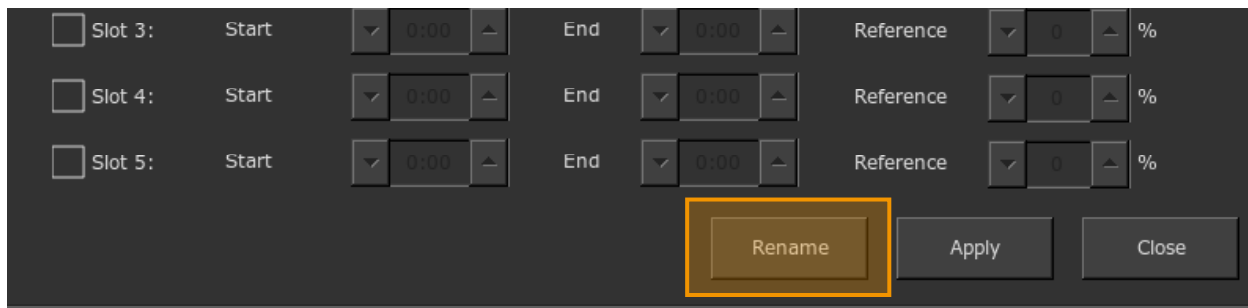 Slot 3: Start 0:00 End 0:00 Reference 0 %
Slot 4: Start 0:00 End 0:00 Reference 0 %
Slot 5: Start 0:00 End 0:00 Reference 0 %
Rename Apply Close